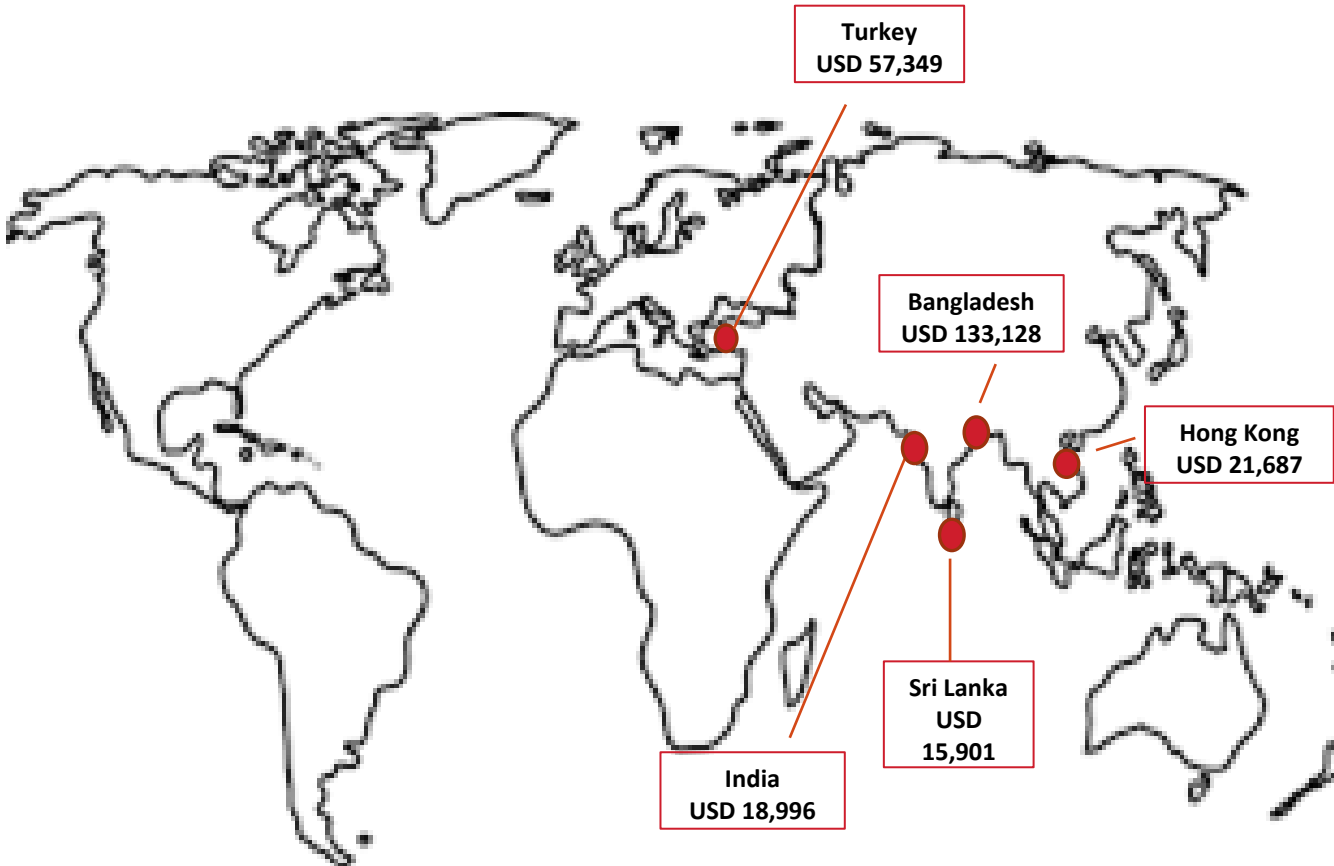 Turkey
USD 57,349
Bangladesh
USD 133,128
Hong Kong
USD 21,687
Sri Lanka
USD
15,901
India
USD 18,996